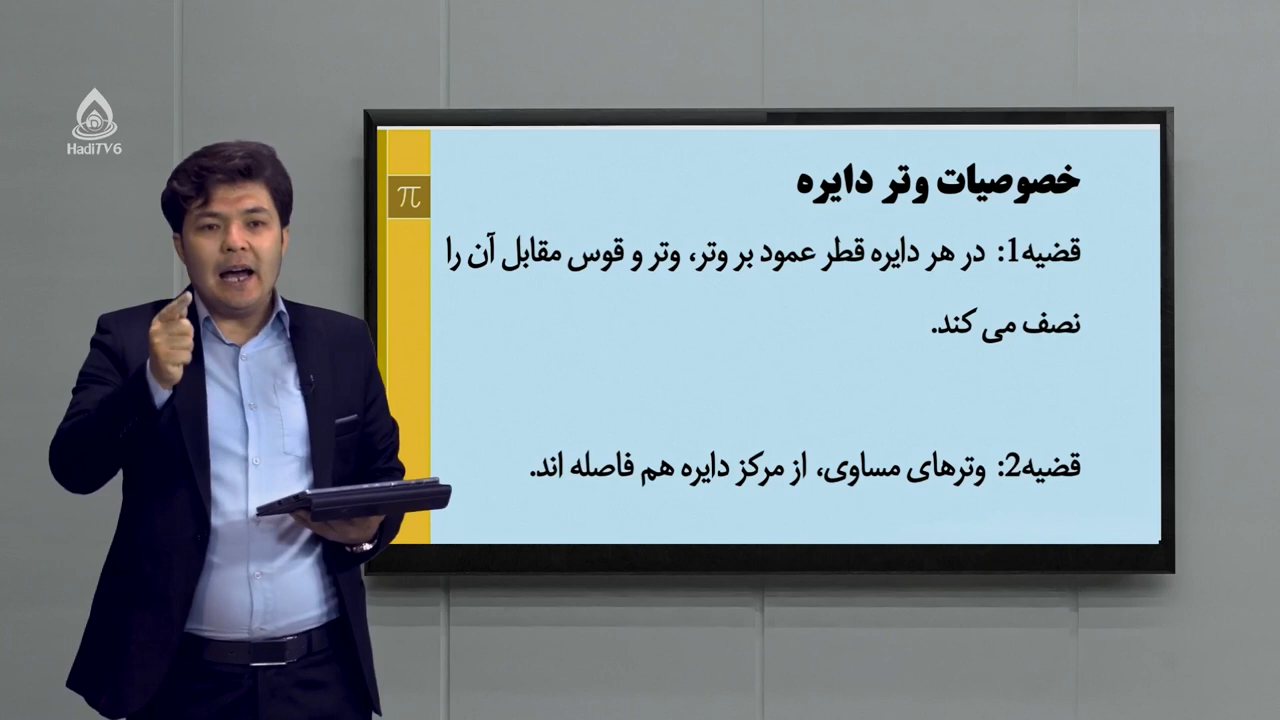 HadiTV6
π
خصوصیات وتر دایره
قضیه1: در هر دایره قطر عمود بر وتر، وتر و قوس مقابل آن را
نصف می کند.
قضیه2: وترهای مساوی، از مرکز دایره هم فاصله اند.